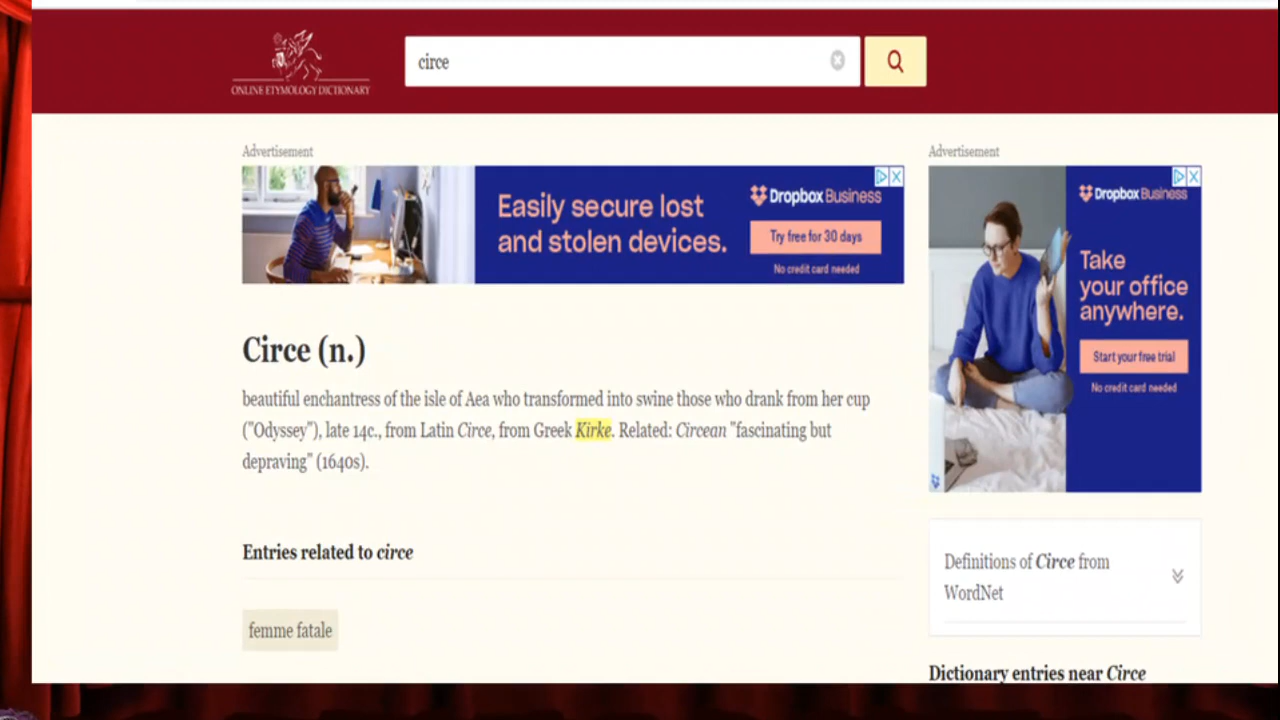 ONLINE ETYMOLOGY DICTIONARY
circe
Advertisement
Easily secure lost
and stolen devices.
Dropbox Business
Try free for 30 days
No credit card needed
Circe (n.)
beautiful enchantress of the isle of Aea who transformed into swine those who drank from her cup
("Odyssey"), late 14c., from Latin Circe, from Greek Kirke. Related: Circean "fascinating but
depraving" (1640s).
Entries related to circe
femme fatale
Advertisement
Dropbox Business
Take
your office
anywhere.
Start your free trial
No credit card needed
Definitions of Circe from
WordNet
Dictionary entries near Circe